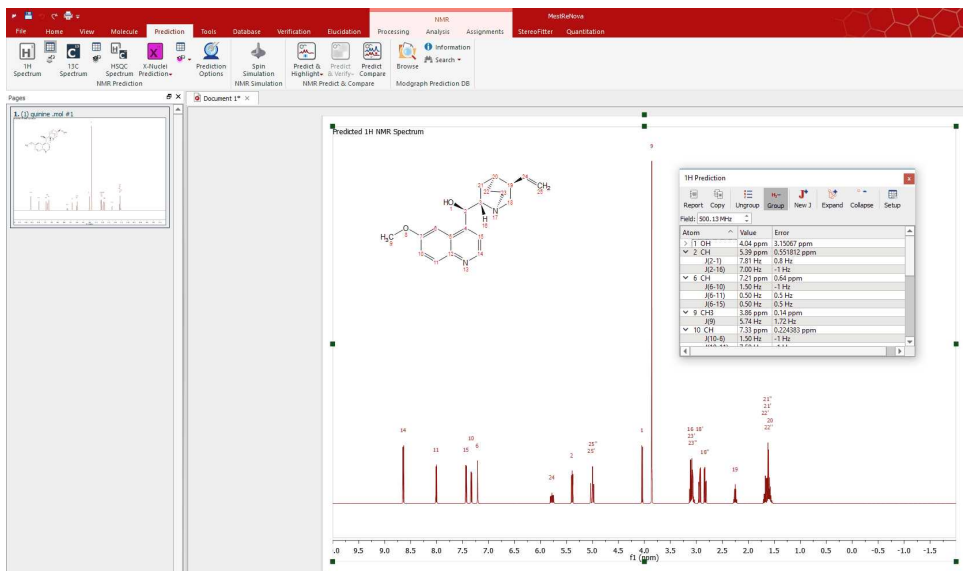 NMR
MestReNova
File Home View Molecule Prediction Tools Database Verification Elucidation Processing Analysis Assignments StereoFitter Quantitation
H C H X
1H Spectrum
13C Spectrum
HSQC Spectrum
X-Nuclei Prediction
Prediction Options
Spin Simulation
Predict & Highlight
Predict & Verify
Predict Compare
Browse
Information
Search
NMR Prediction NMR Simulation NMR Predict & Compare Modgraph Prediction DB
Pages
Document 1*
1. (1) quinine .mol #1
Predicted 1H NMR Spectrum
9
HO
H
N
H₃C
O
N
1H Prediction
Report Copy Ungroup Group New J Expand Collapse Setup
Field: 500.13 MHz
Atom Value Error
1 OH 4.04 ppm 3.15067 ppm
2 CH 5.39 ppm 0.551812 ppm
J(2-1) 7.81 Hz 0.8 Hz
J(2-16) 7.00 Hz -1 Hz
6 CH 7.21 ppm 0.64 ppm
J(6-10) 1.50 Hz -1 Hz
J(6-11) 0.50 Hz 0.5 Hz
J(6-15) 0.50 Hz 0.5 Hz
9 CH3 3.86 ppm 0.14 ppm
J(9) 5.74 Hz 1.72 Hz
10 CH 7.33 ppm 0.224383 ppm
21"
21'
22'
20
22"
14
11
10
15
6
24
2
25"
25'
1
16 18'
23'
23"
18"
19
.0 9.5 9.0 8.5 8.0 7.5 7.0 6.5 6.0 5.5 5.0 4.5 4.0 3.5 3.0 2.5 2.0 1.5 1.0 0.5 0.0 -0.5 -1.0 -1.5
f1 (ppm)